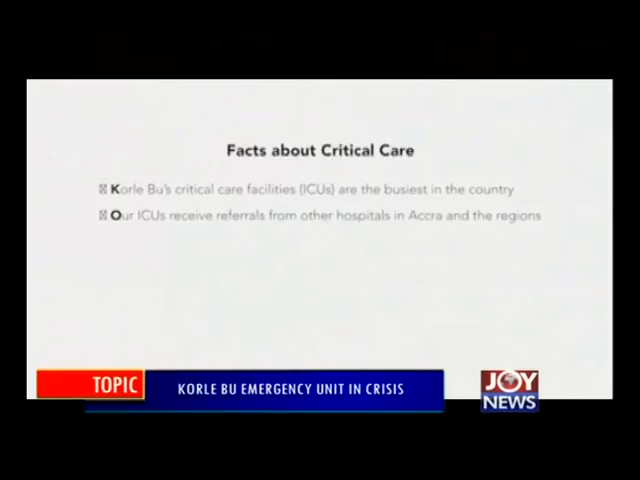 Facts about Critical Care
Korle Bu's critical care facilities (ICUs) are the busiest in the country
Our ICUs receive referrals from other hospitals in Accra and the regions
TOPIC
KORLE BU EMERGENCY UNIT IN CRISIS
JOY
NEWS